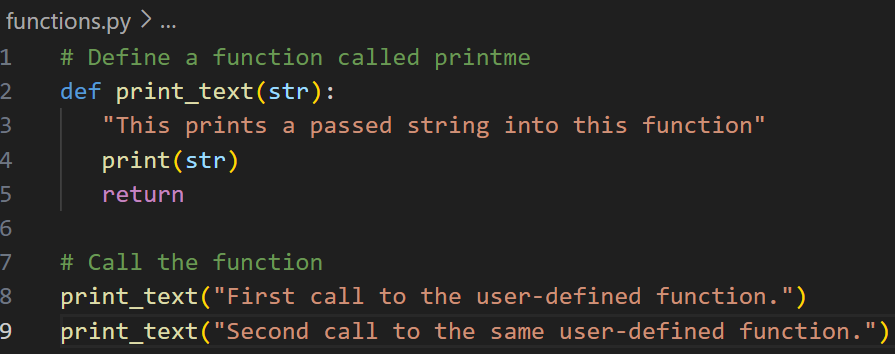 functions.py > ...
1 # Define a function called printme
2 def print_text(str):
3 "This prints a passed string into this function"
4 print(str)
5 return
6
7 # Call the function
8 print_text("First call to the user-defined function.")
9 print_text("Second call to the same user-defined function.")